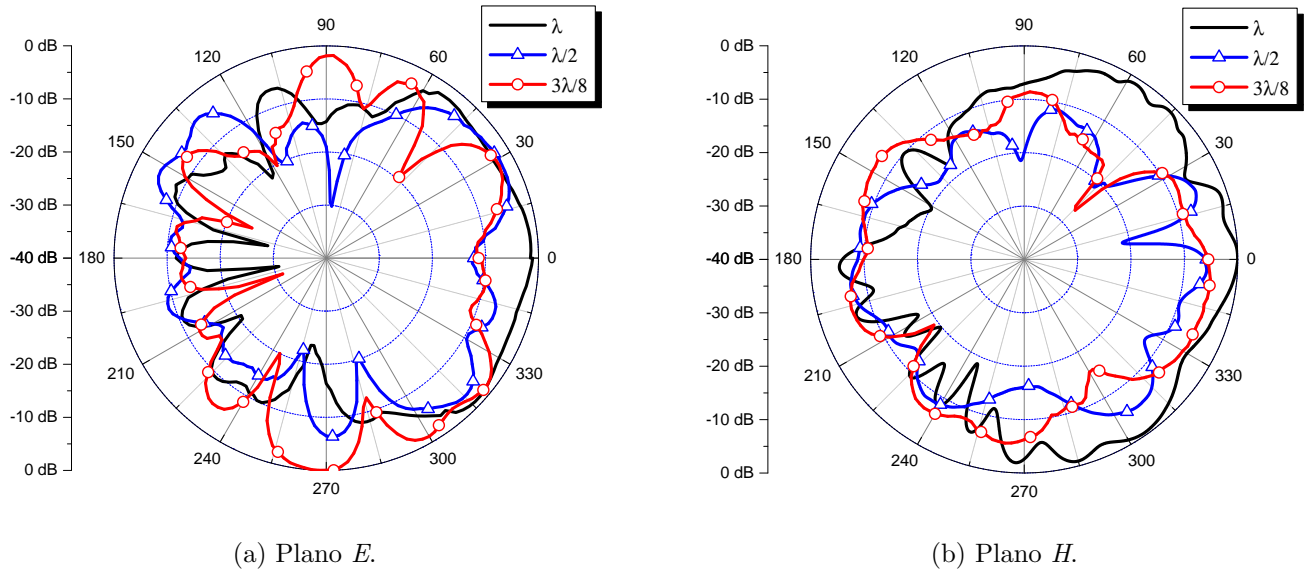 90
λ
λ/2
3λ/8
0 dB
-10 dB
-20 dB
-30 dB
-40 dB
-30 dB
-20 dB
-10 dB
0 dB
120
60
150
30
180
0
210
330
240
300
270
(a) Plano E.
90
λ
λ/2
3λ/8
0 dB
-10 dB
-20 dB
-30 dB
-40 dB
-30 dB
-20 dB
-10 dB
0 dB
120
60
150
30
180
0
210
330
240
300
270
(b) Plano H.